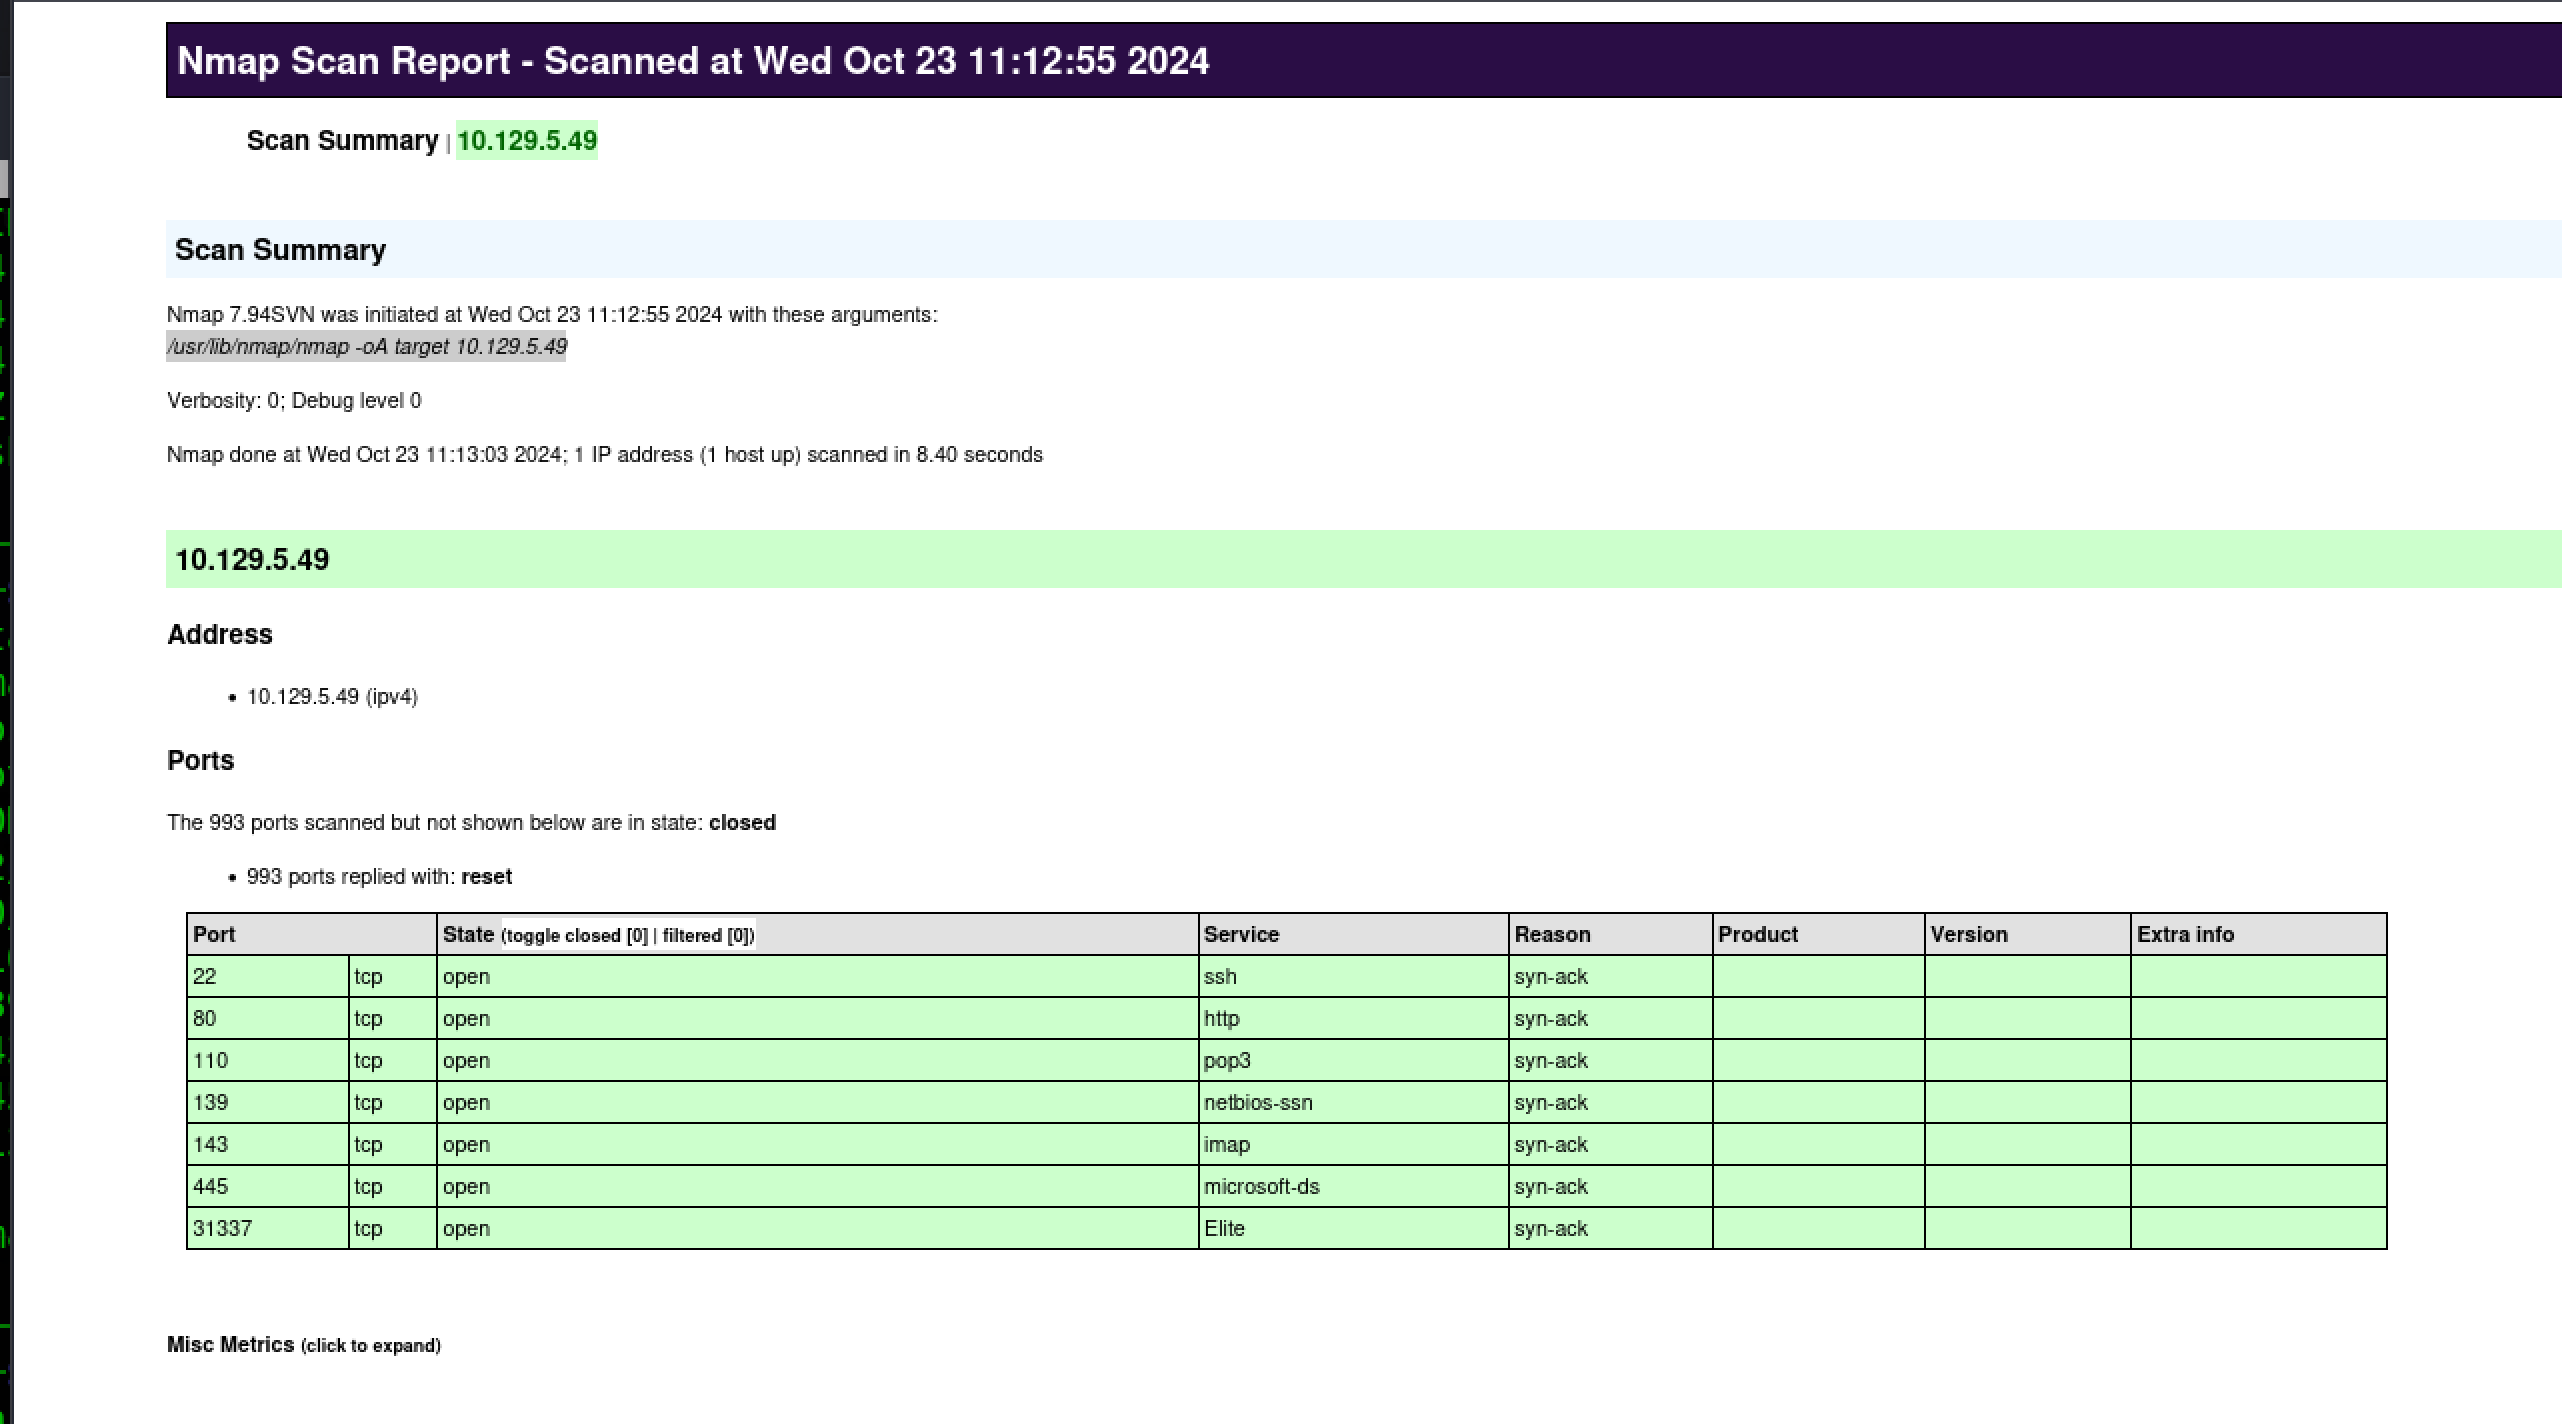 Nmap Scan Report - Scanned at Wed Oct 23 11:12:55 2024
Scan Summary | 10.129.5.49
Scan Summary
Nmap 7.94SVN was initiated at Wed Oct 23 11:12:55 2024 with these arguments:
/usr/lib/nmap/nmap -oA target 10.129.5.49
Verbosity: 0; Debug level 0
Nmap done at Wed Oct 23 11:13:03 2024; 1 IP address (1 host up) scanned in 8.40 seconds
10.129.5.49
Address
• 10.129.5.49 (ipv4)
Ports
The 993 ports scanned but not shown below are in state: closed
• 993 ports replied with: reset
Port State (toggle closed [0] | filtered [0]) Service Reason Product Version Extra info
22 tcp open ssh syn-ack
80 tcp open http syn-ack
110 tcp open pop3 syn-ack
139 tcp open netbios-ssn syn-ack
143 tcp open imap syn-ack
445 tcp open microsoft-ds syn-ack
31337 tcp open Elite syn-ack
Misc Metrics (click to expand)